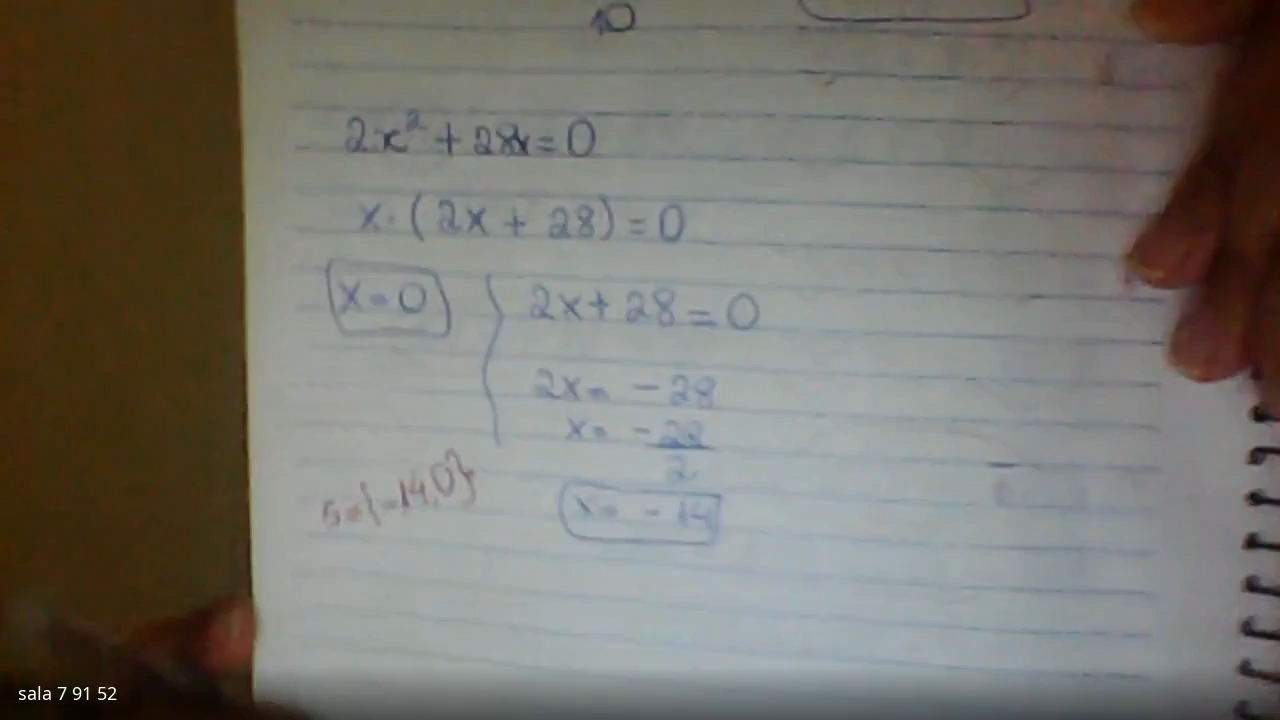 10
2x² + 28x = 0
x · (2x + 28) = 0
x = 0
2x + 28 = 0
2x = - 28
x = - 28
2
s = {-14, 0}
x = - 14
sala 7 91 52